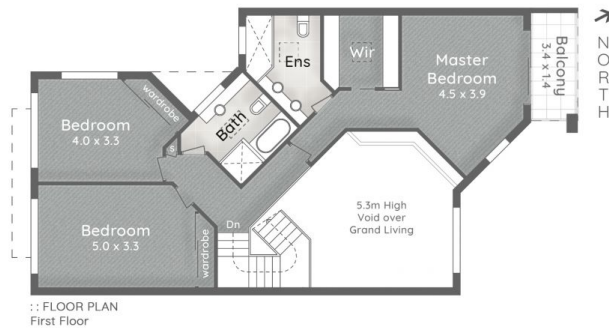 Ens
Wir
Master
Bedroom
4.5 x 3.9
Balcony
3.4 x 1.4
NORTH
wardrobe
Bedroom
4.0 x 3.3
s
Bath
Bedroom
5.0 x 3.3
wardrobe
Dn
5.3m High
Void over
Grand Living
:: FLOOR PLAN
First Floor